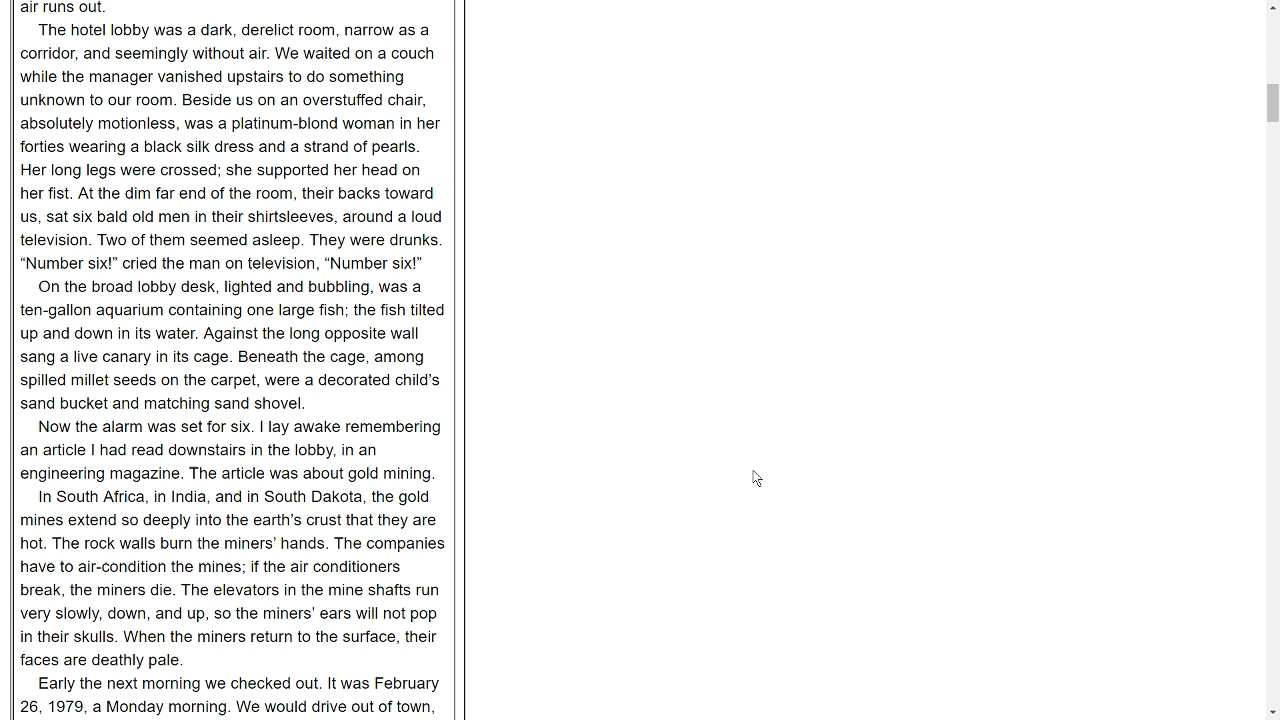 air runs out.
The hotel lobby was a dark, derelict room, narrow as a
corridor, and seemingly without air. We waited on a couch
while the manager vanished upstairs to do something
unknown to our room. Beside us on an overstuffed chair,
absolutely motionless, was a platinum-blond woman in her
forties wearing a black silk dress and a strand of pearls.
Her long legs were crossed; she supported her head on
her fist. At the dim far end of the room, their backs toward
us, sat six bald old men in their shirtsleeves, around a loud
television. Two of them seemed asleep. They were drunks.
“Number six!” cried the man on television, “Number six!”
On the broad lobby desk, lighted and bubbling, was a
ten-gallon aquarium containing one large fish; the fish tilted
up and down in its water. Against the long opposite wall
sang a live canary in its cage. Beneath the cage, among
spilled millet seeds on the carpet, were a decorated child’s
sand bucket and matching sand shovel.
Now the alarm was set for six. I lay awake remembering
an article I had read downstairs in the lobby, in an
engineering magazine. The article was about gold mining.
In South Africa, in India, and in South Dakota, the gold
mines extend so deeply into the earth’s crust that they are
hot. The rock walls burn the miners’ hands. The companies
have to air-condition the mines; if the air conditioners
break, the miners die. The elevators in the mine shafts run
very slowly, down, and up, so the miners’ ears will not pop
in their skulls. When the miners return to the surface, their
faces are deathly pale.
Early the next morning we checked out. It was February
26, 1979, a Monday morning. We would drive out of town,